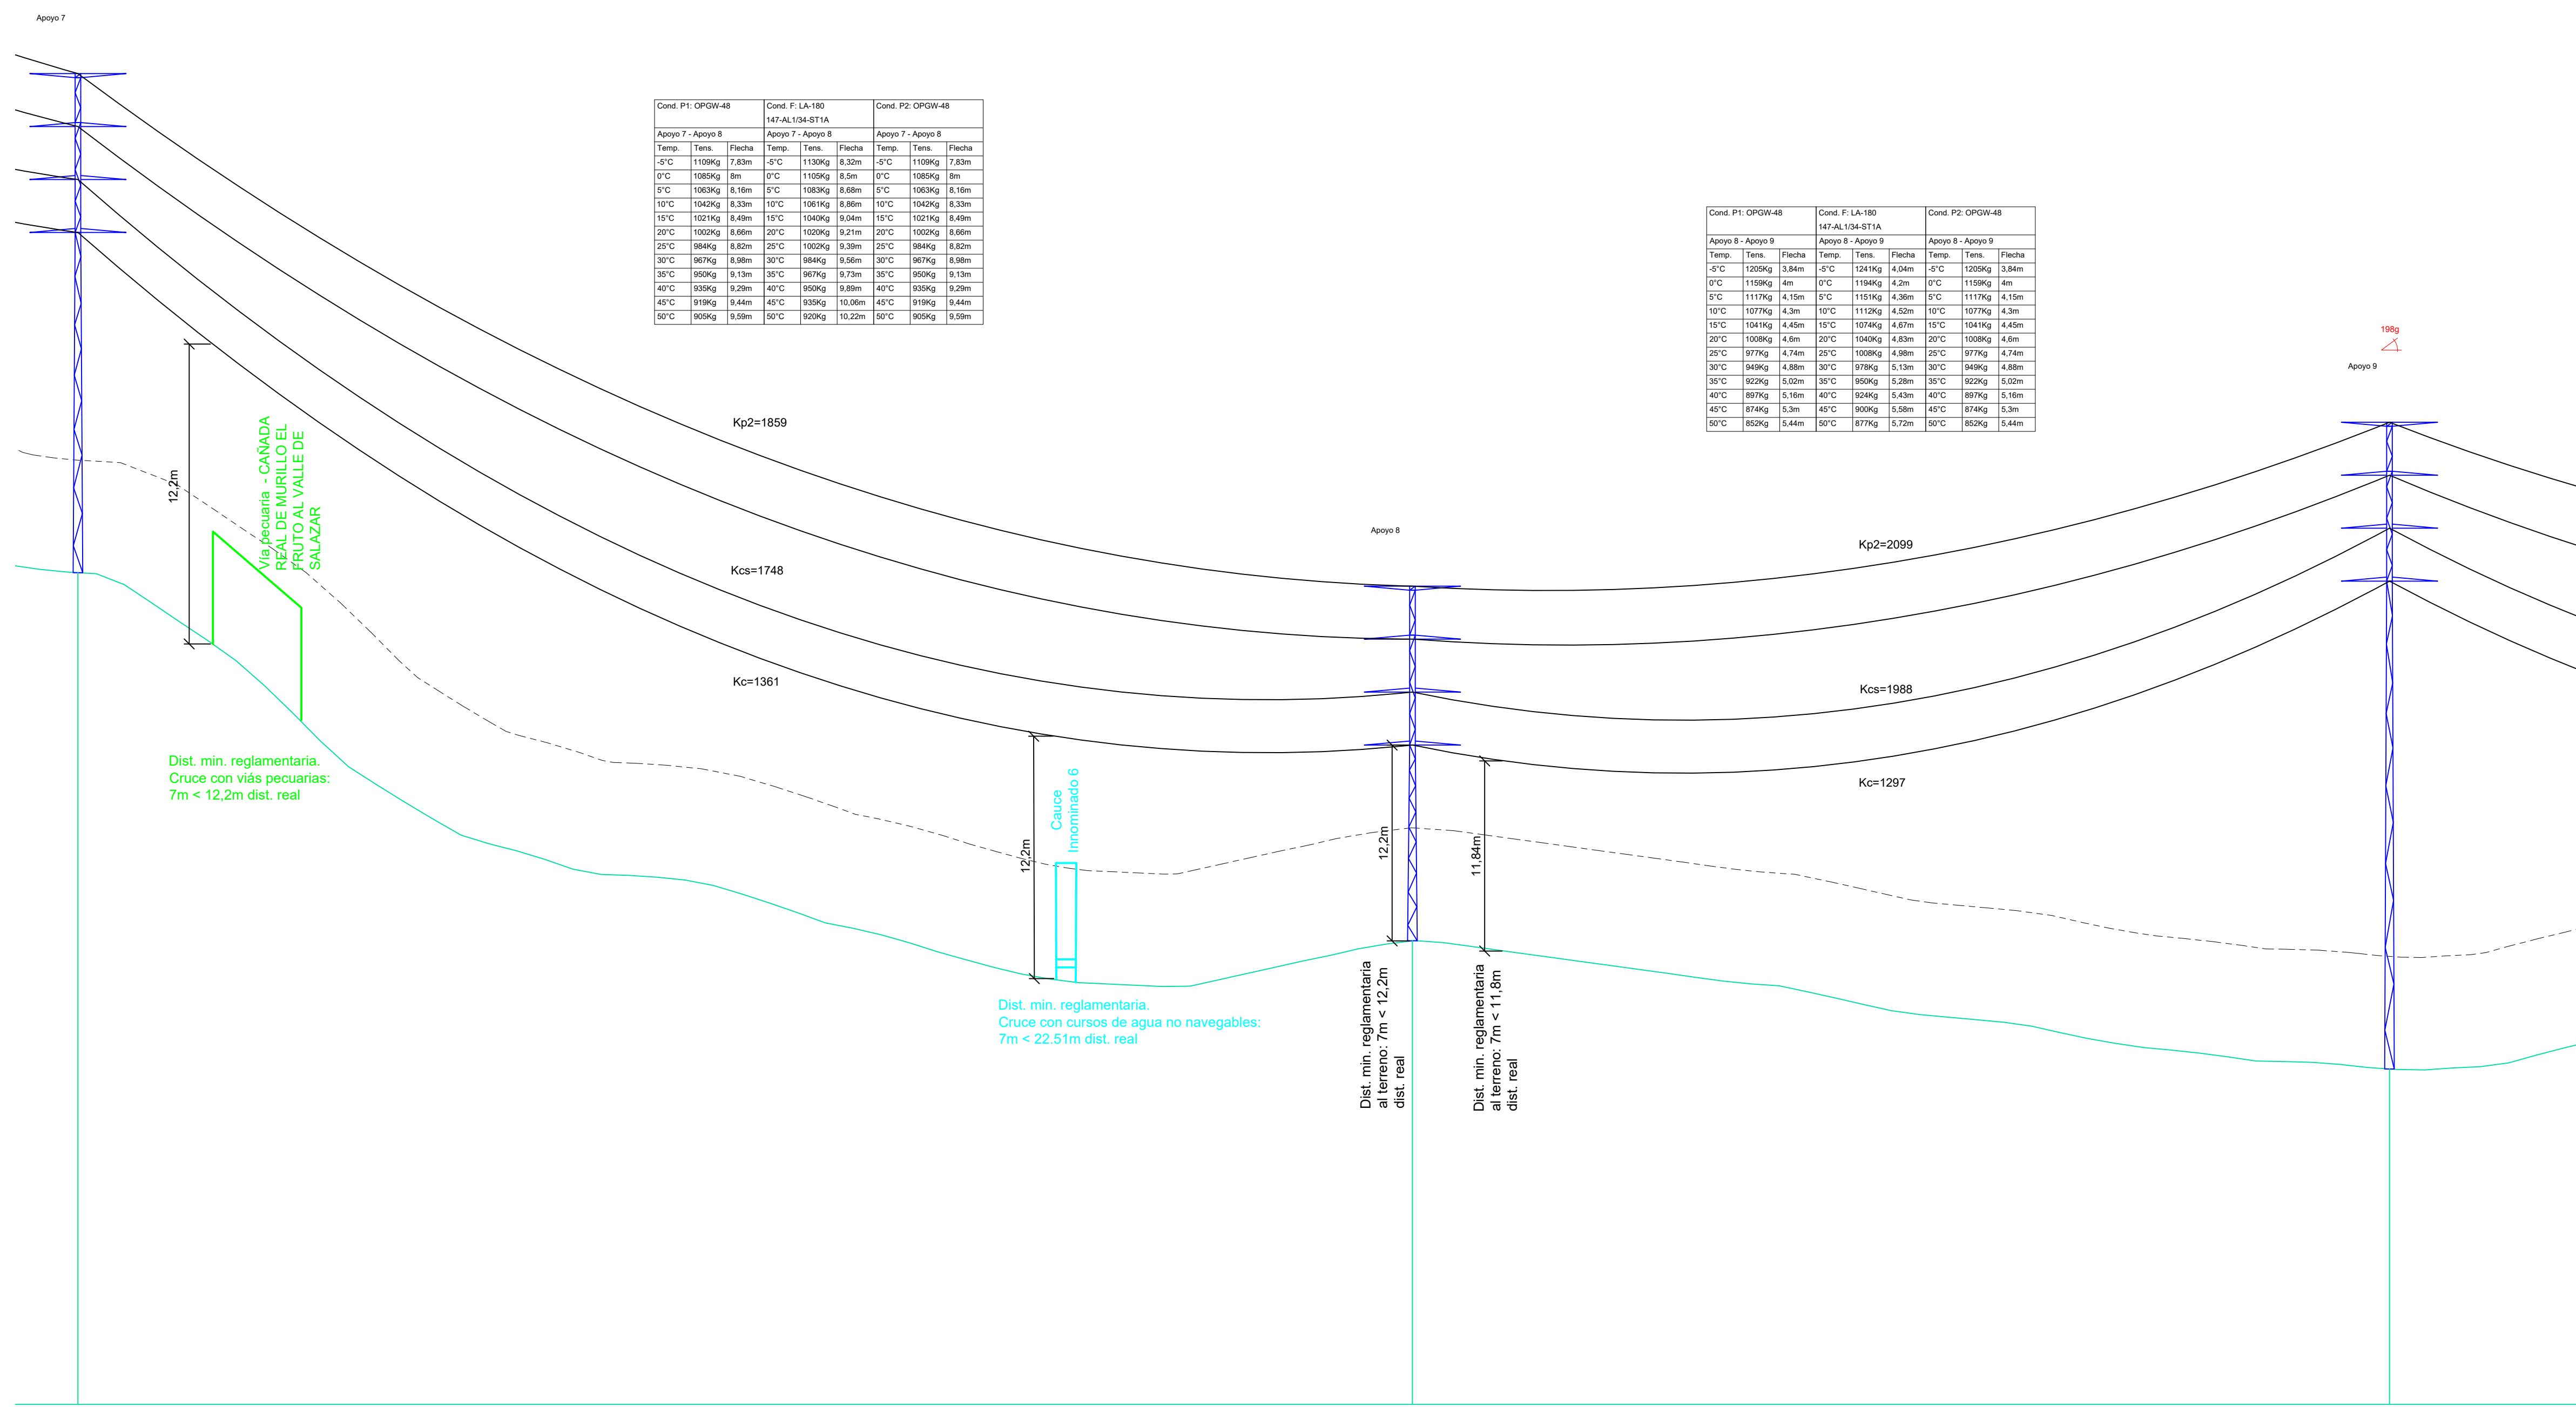 Apoyo 7
Cond. P1: OPGW-48 Cond. F: LA-180 Cond. P2: OPGW-48
147-AL1/34-ST1A
Apoyo 7 - Apoyo 8 Apoyo 7 - Apoyo 8 Apoyo 7 - Apoyo 8
Temp. Tens. Flecha Temp. Tens. Flecha Temp. Tens. Flecha
-5°C 1109Kg 7,83m -5°C 1130Kg 8,32m -5°C 1109Kg 7,83m
0°C 1085Kg 8m 0°C 1105Kg 8,5m 0°C 1085Kg 8m
5°C 1063Kg 8,16m 5°C 1083Kg 8,68m 5°C 1063Kg 8,16m
10°C 1042Kg 8,33m 10°C 1061Kg 8,86m 10°C 1042Kg 8,33m
15°C 1021Kg 8,49m 15°C 1040Kg 9,04m 15°C 1021Kg 8,49m
20°C 1002Kg 8,66m 20°C 1020Kg 9,21m 20°C 1002Kg 8,66m
25°C 984Kg 8,82m 25°C 1002Kg 9,39m 25°C 984Kg 8,82m
30°C 967Kg 8,98m 30°C 984Kg 9,56m 30°C 967Kg 8,98m
35°C 950Kg 9,13m 35°C 967Kg 9,73m 35°C 950Kg 9,13m
40°C 935Kg 9,29m 40°C 950Kg 9,89m 40°C 935Kg 9,29m
45°C 919Kg 9,44m 45°C 935Kg 10,06m 45°C 919Kg 9,44m
50°C 905Kg 9,59m 50°C 920Kg 10,22m 50°C 905Kg 9,59m
Cond. P1: OPGW-48 Cond. F: LA-180 Cond. P2: OPGW-48
147-AL1/34-ST1A
Apoyo 8 - Apoyo 9 Apoyo 8 - Apoyo 9 Apoyo 8 - Apoyo 9
Temp. Tens. Flecha Temp. Tens. Flecha Temp. Tens. Flecha
-5°C 1205Kg 3,84m -5°C 1241Kg 4,04m -5°C 1205Kg 3,84m
0°C 1159Kg 4m 0°C 1194Kg 4,2m 0°C 1159Kg 4m
5°C 1117Kg 4,15m 5°C 1151Kg 4,36m 5°C 1117Kg 4,15m
10°C 1077Kg 4,3m 10°C 1112Kg 4,52m 10°C 1077Kg 4,3m
15°C 1041Kg 4,45m 15°C 1074Kg 4,67m 15°C 1041Kg 4,45m
20°C 1008Kg 4,6m 20°C 1040Kg 4,83m 20°C 1008Kg 4,6m
25°C 977Kg 4,74m 25°C 1008Kg 4,98m 25°C 977Kg 4,74m
30°C 949Kg 4,88m 30°C 978Kg 5,13m 30°C 949Kg 4,88m
35°C 922Kg 5,02m 35°C 950Kg 5,28m 35°C 922Kg 5,02m
40°C 897Kg 5,16m 40°C 924Kg 5,43m 40°C 897Kg 5,16m
45°C 874Kg 5,3m 45°C 900Kg 5,58m 45°C 874Kg 5,3m
50°C 852Kg 5,44m 50°C 877Kg 5,72m 50°C 852Kg 5,44m
198g
Apoyo 9
Kp2=1859
Kcs=1748
Kc=1361
Apoyo 8
Kp2=2099
Kcs=1988
Kc=1297
12,2m
Vía pecuaria - CAÑADA
REAL DE MURILLO EL
FRUTO AL VALLE DE
SALAZAR
Dist. min. reglamentaria.
Cruce con viás pecuarias:
7m < 12,2m dist. real
12,2m
Cauce
Innominado 6
Dist. min. reglamentaria.
Cruce con cursos de agua no navegables:
7m < 22.51m dist. real
12,2m
11,84m
Dist. min. reglamentaria
al terreno: 7m < 12,2m
dist. real
Dist. min. reglamentaria
al terreno: 7m < 11,8m
dist. real